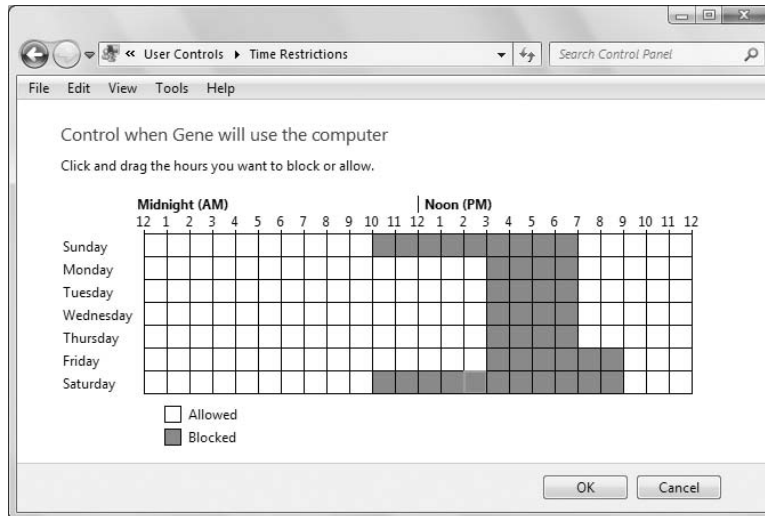 « User Controls ▸ Time Restrictions Search Control Panel
File Edit View Tools Help
Control when Gene will use the computer
Click and drag the hours you want to block or allow.
Midnight (AM) Noon (PM)
12 1 2 3 4 5 6 7 8 9 10 11 12 1 2 3 4 5 6 7 8 9 10 11 12
Sunday
Monday
Tuesday
Wednesday
Thursday
Friday
Saturday
Allowed
Blocked
OK Cancel